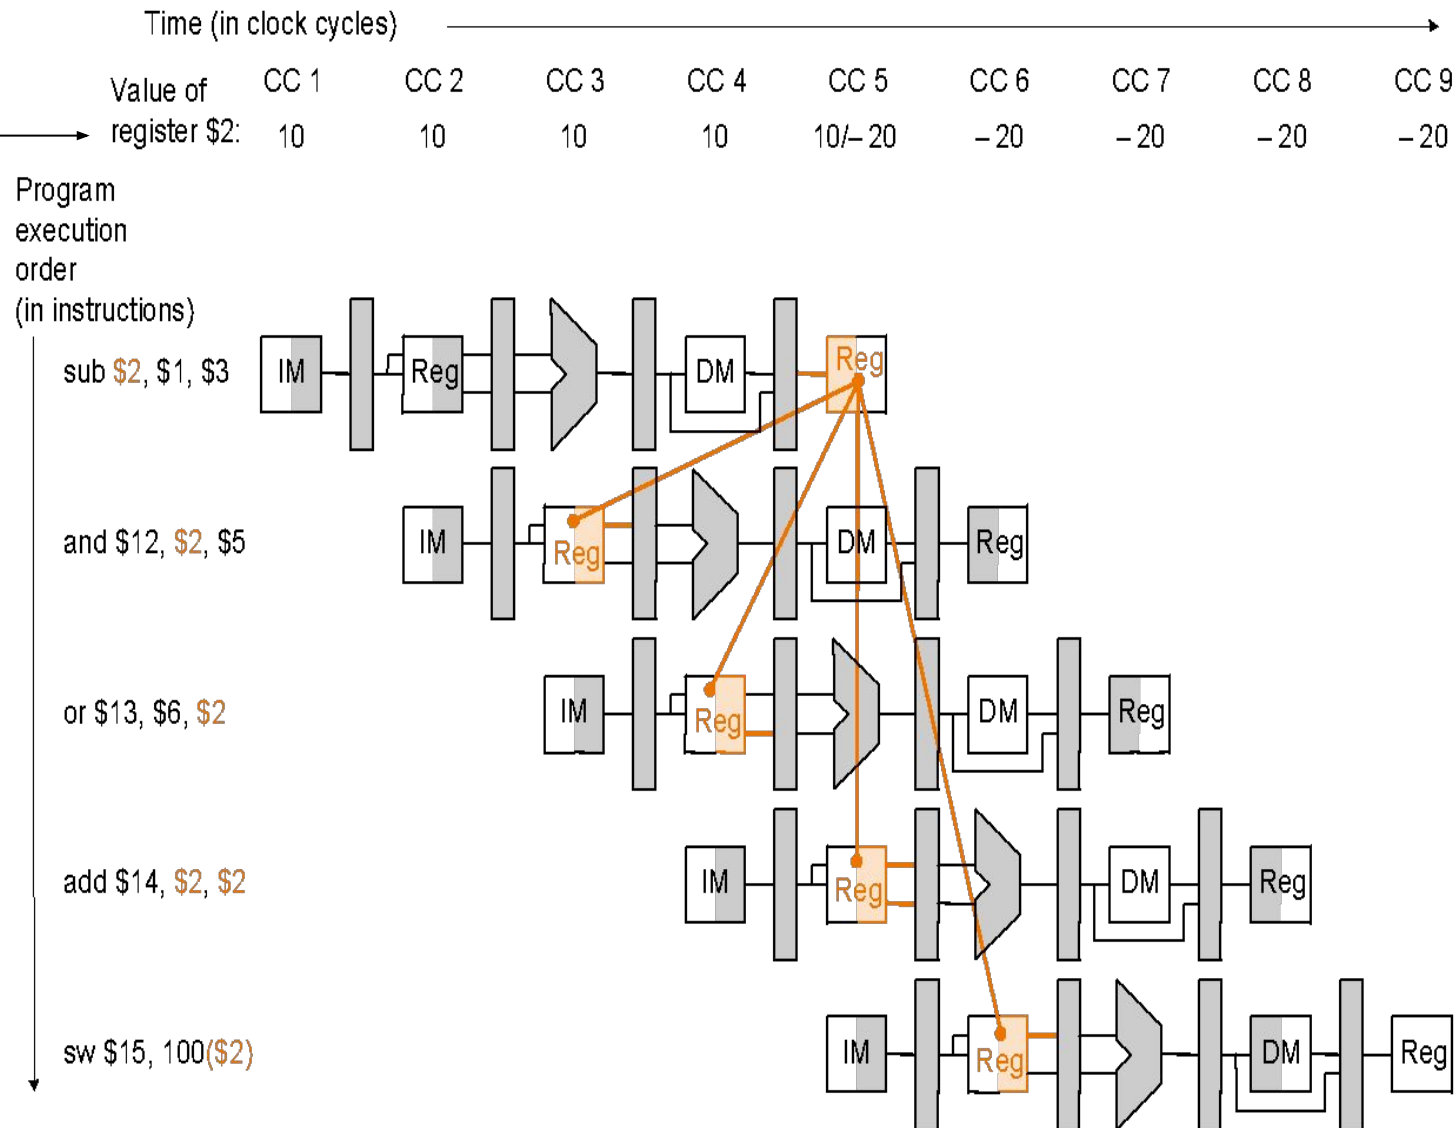 Time (in clock cycles)
CC 1 CC 2 CC 3 CC 4 CC 5 CC 6 CC 7 CC 8 CC 9
Value of
register $2: 10 10 10 10 10/– 20 – 20 – 20 – 20 – 20
Program
execution
order
(in instructions)
sub $2, $1, $3 IM Reg DM Reg
and $12, $2, $5 IM Reg DM Reg
or $13, $6, $2 IM Reg DM Reg
add $14, $2, $2 IM Reg DM Reg
sw $15, 100($2) IM Reg DM Reg